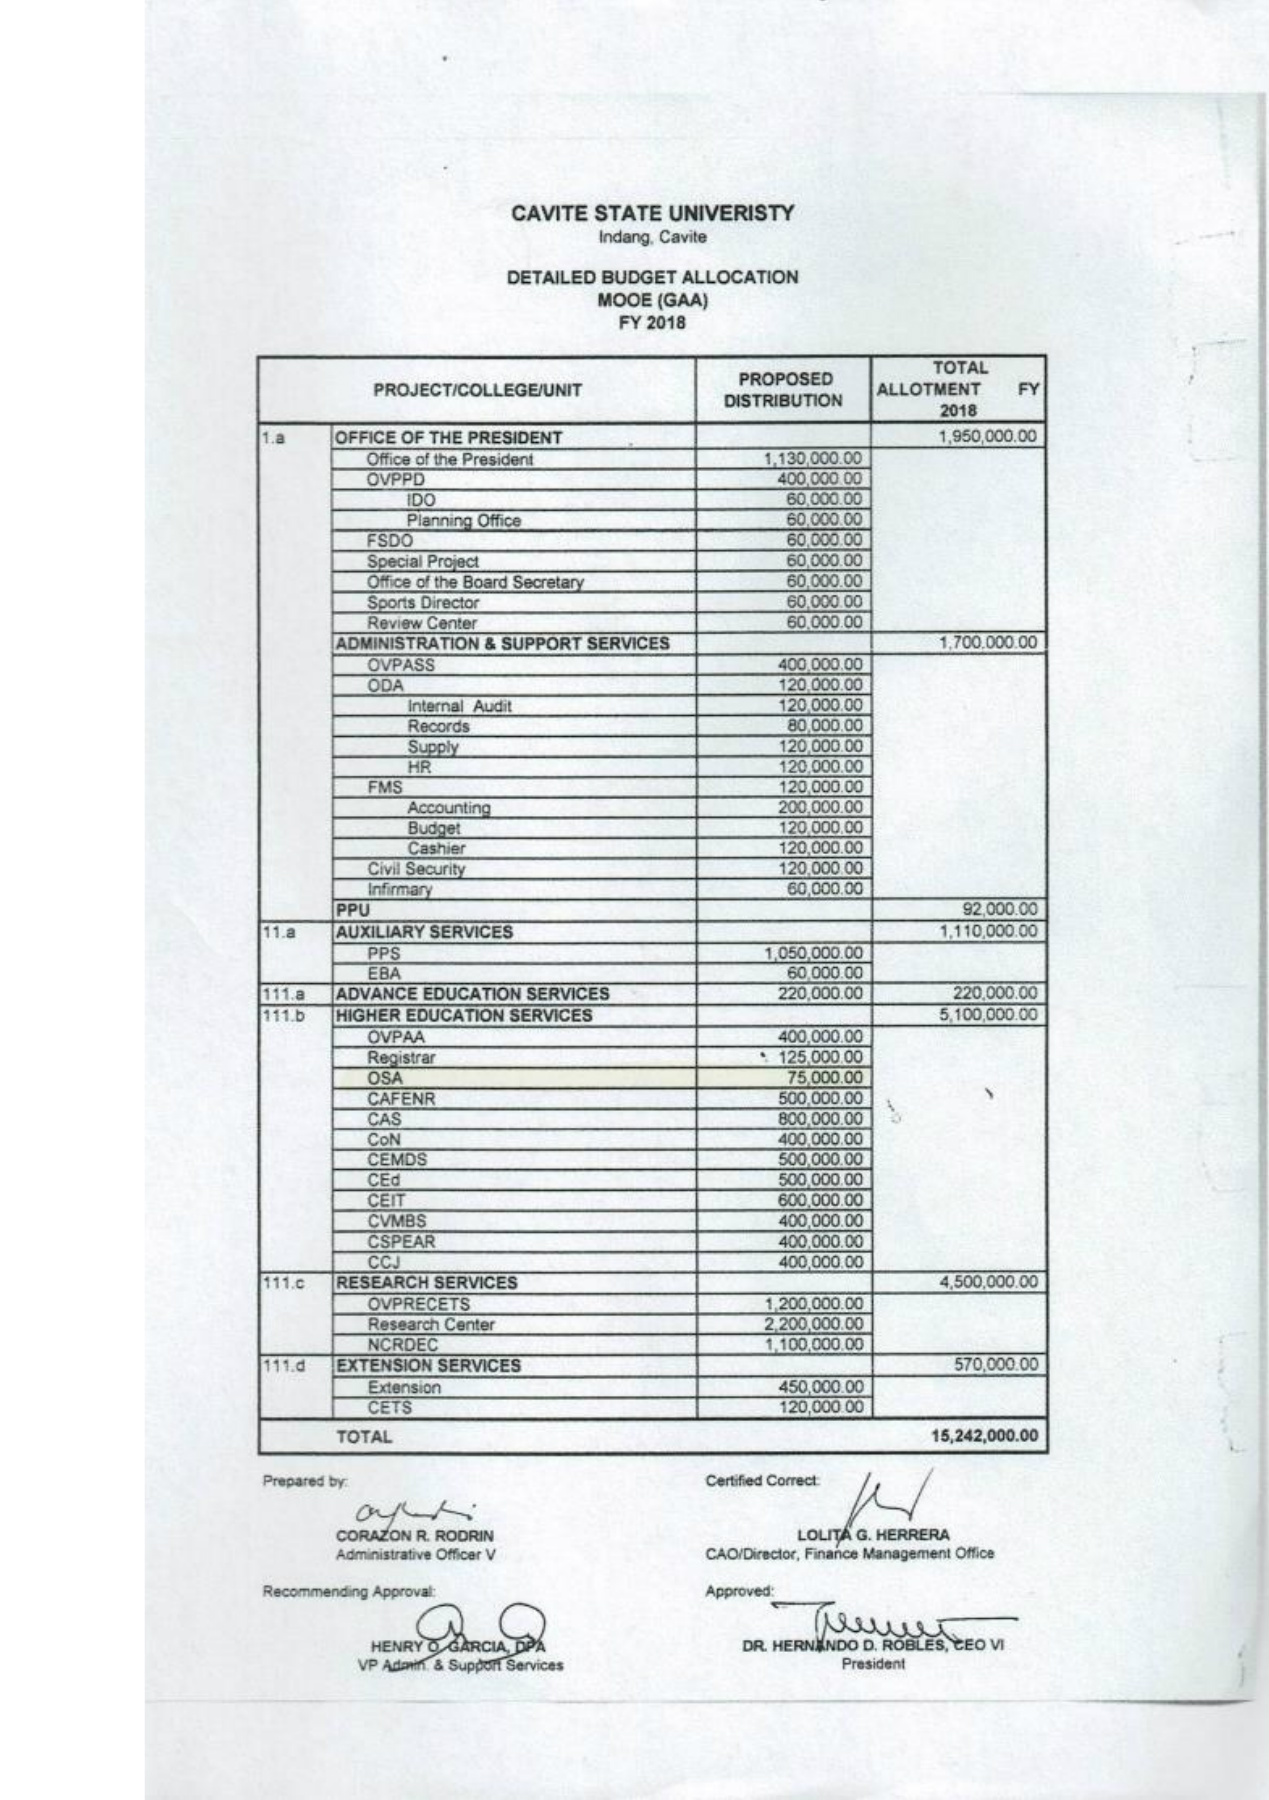 CAVITE STATE UNIVERISTY
Indang, Cavite
DETAILED BUDGET ALLOCATION
MOOE (GAA)
FY 2018
PROJECT/COLLEGE/UNIT PROPOSED DISTRIBUTION TOTAL ALLOTMENT FY 2018
1.a OFFICE OF THE PRESIDENT 1,950,000.00
Office of the President 1,130,000.00
OVPPD 400,000.00
IDO 60,000.00
Planning Office 60,000.00
FSDO 60,000.00
Special Project 60,000.00
Office of the Board Secretary 60,000.00
Sports Director 60,000.00
Review Center 60,000.00
ADMINISTRATION & SUPPORT SERVICES 1,700,000.00
OVPASS 400,000.00
ODA 120,000.00
Internal Audit 120,000.00
Records 80,000.00
Supply 120,000.00
HR 120,000.00
FMS 120,000.00
Accounting 200,000.00
Budget 120,000.00
Cashier 120,000.00
Civil Security 120,000.00
Infirmary 60,000.00
PPU 92,000.00
11.a AUXILIARY SERVICES 1,110,000.00
PPS 1,050,000.00
EBA 60,000.00
111.a ADVANCE EDUCATION SERVICES 220,000.00 220,000.00
111.b HIGHER EDUCATION SERVICES 5,100,000.00
OVPAA 400,000.00
Registrar 125,000.00
OSA 75,000.00
CAFENR 500,000.00
CAS 800,000.00
CoN 400,000.00
CEMDS 500,000.00
CEd 500,000.00
CEIT 600,000.00
CVMBS 400,000.00
CSPEAR 400,000.00
CCJ 400,000.00
111.c RESEARCH SERVICES 4,500,000.00
OVPRECETS 1,200,000.00
Research Center 2,200,000.00
NCRDEC 1,100,000.00
111.d EXTENSION SERVICES 570,000.00
Extension 450,000.00
CETS 120,000.00
TOTAL 15,242,000.00
Prepared by: Certified Correct:
CORAZON R. RODRIN LOLITA G. HERRERA
Administrative Officer V CAO/Director, Finance Management Office
Recommending Approval: Approved:
HENRY O. GARCIA, DPA DR. HERNANDO D. ROBLES, CEO VI
VP Admin. & Support Services President